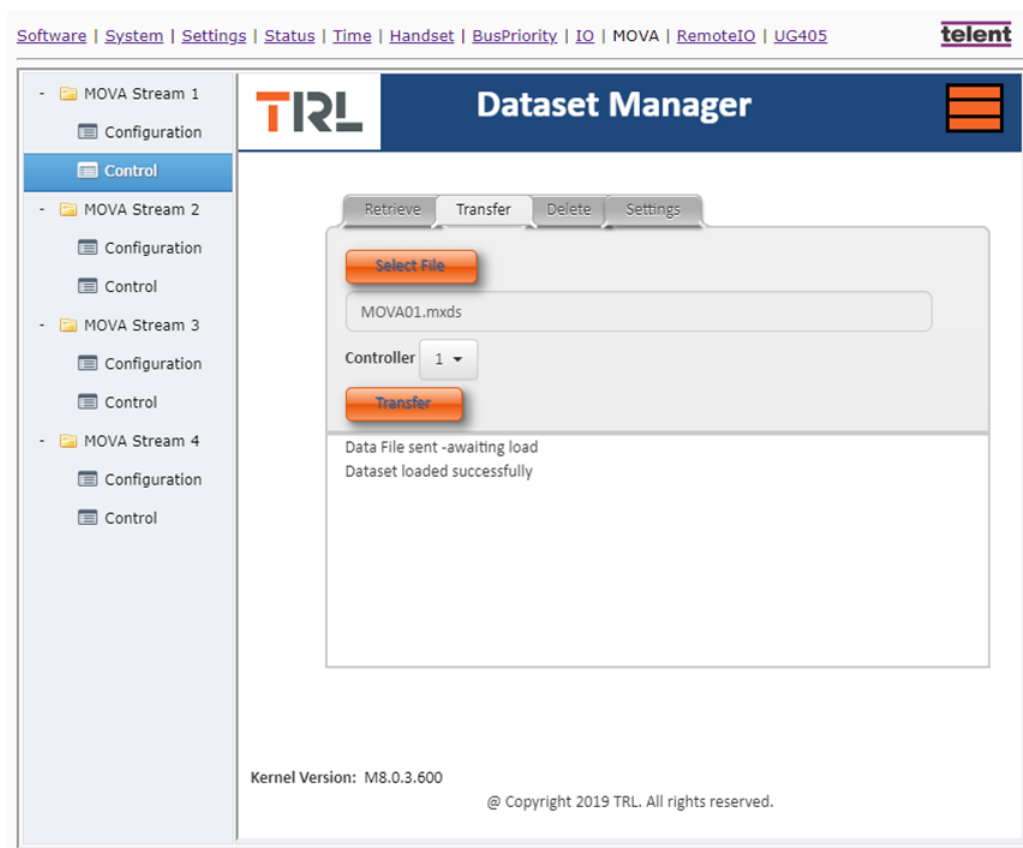 Software | System | Settings | Status | Time | Handset | BusPriority | IO | MOVA | RemoteIO | UG405
telent
- MOVA Stream 1
Configuration
Control
- MOVA Stream 2
Configuration
Control
- MOVA Stream 3
Configuration
Control
- MOVA Stream 4
Configuration
Control
TRL
Dataset Manager
Retrieve Transfer Delete Settings
Select File
MOVA01.mxds
Controller 1
Transfer
Data File sent -awaiting load
Dataset loaded successfully
Kernel Version: M8.0.3.600
@ Copyright 2019 TRL. All rights reserved.